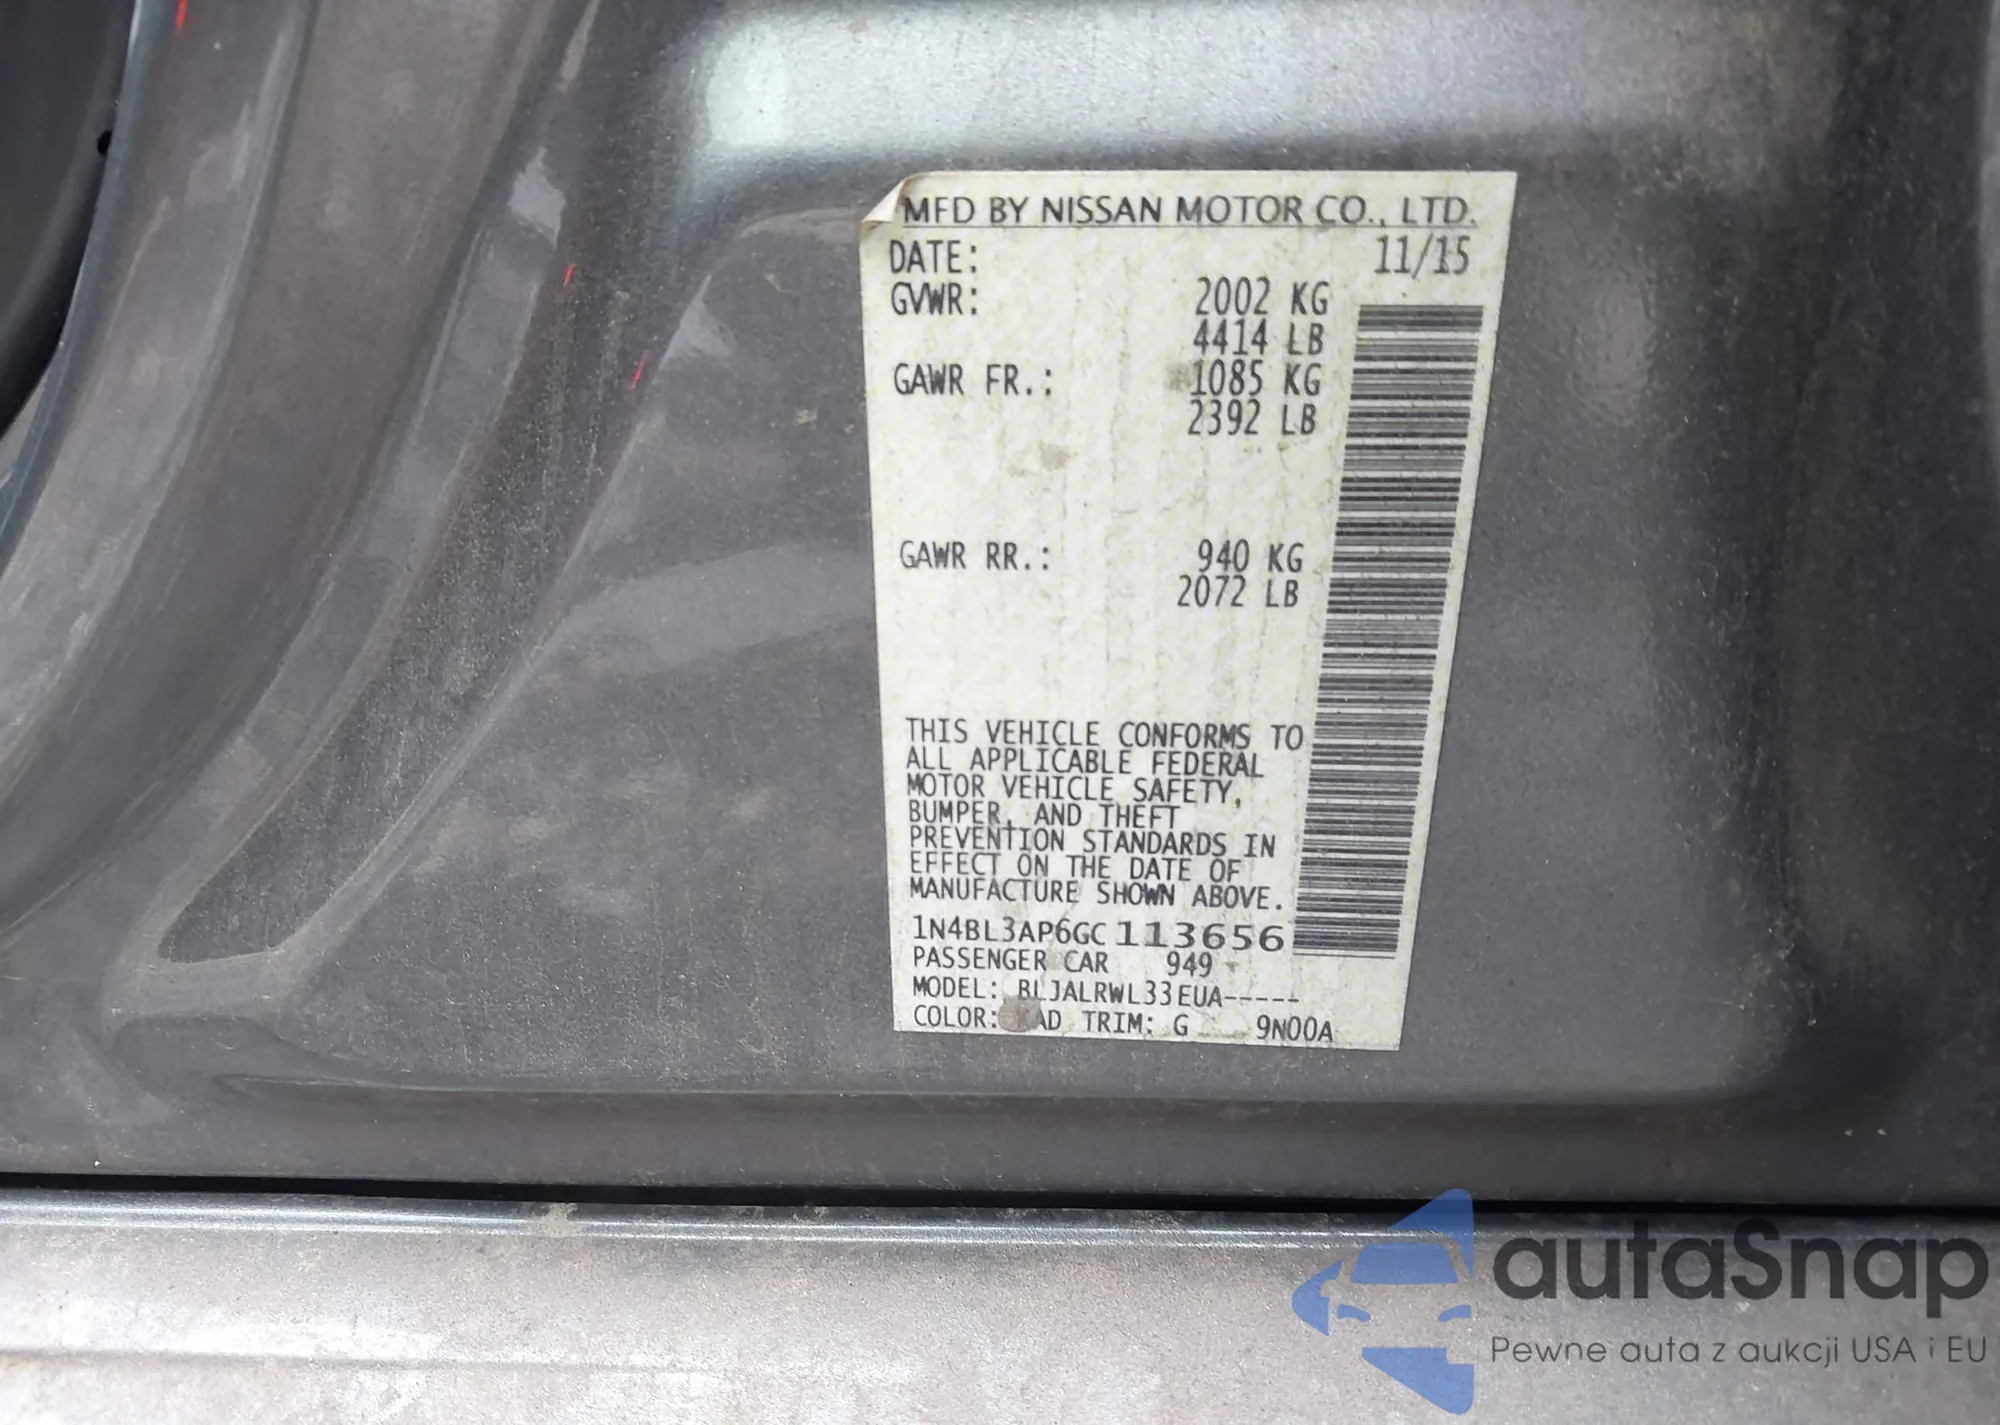 MFD BY NISSAN MOTOR CO., LTD.
DATE: 11/15
GVWR: 2002 KG
4414 LB
GAWR FR.: 1085 KG
2392 LB
GAWR RR.: 940 KG
2072 LB
THIS VEHICLE CONFORMS TO
ALL APPLICABLE FEDERAL
MOTOR VEHICLE SAFETY,
BUMPER, AND THEFT
PREVENTION STANDARDS IN
EFFECT ON THE DATE OF
MANUFACTURE SHOWN ABOVE.
1N4BL3AP6GC113656
PASSENGER CAR 949
MODEL: BLJALRWL33EUA-----
COLOR: TRIM: G 9N00A
autaSnap
Pewne auta z aukcji USA i EU